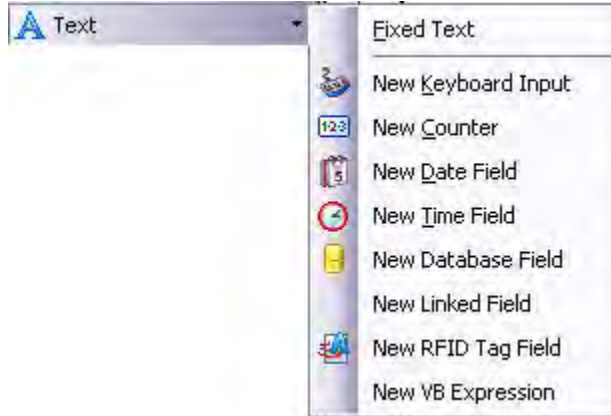 Text
Fixed Text
New Keyboard Input
New Counter
New Date Field
New Time Field
New Database Field
New Linked Field
New RFID Tag Field
New VB Expression